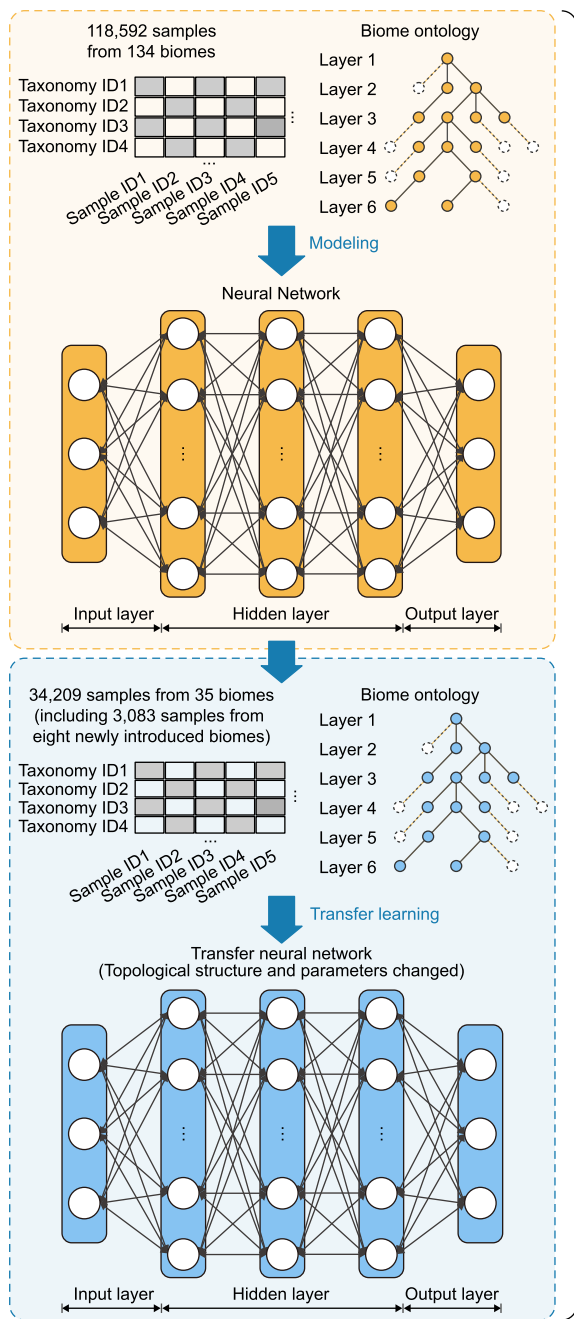 118,592 samples
from 134 biomes
Taxonomy ID1
Taxonomy ID2
Taxonomy ID3
Taxonomy ID4
...
...
Sample ID1
Sample ID2
Sample ID3
Sample ID4
Sample ID5
Biome ontology
Layer 1
Layer 2
Layer 3
Layer 4
Layer 5
Layer 6
Modeling
Neural Network
...
...
...
Input layer
Hidden layer
Output layer
34,209 samples from 35 biomes
(including 3,083 samples from
eight newly introduced biomes)
Taxonomy ID1
Taxonomy ID2
Taxonomy ID3
Taxonomy ID4
...
...
Sample ID1
Sample ID2
Sample ID3
Sample ID4
Sample ID5
Biome ontology
Layer 1
Layer 2
Layer 3
Layer 4
Layer 5
Layer 6
Transfer learning
Transfer neural network
(Topological structure and parameters changed)
...
...
...
Input layer
Hidden layer
Output layer